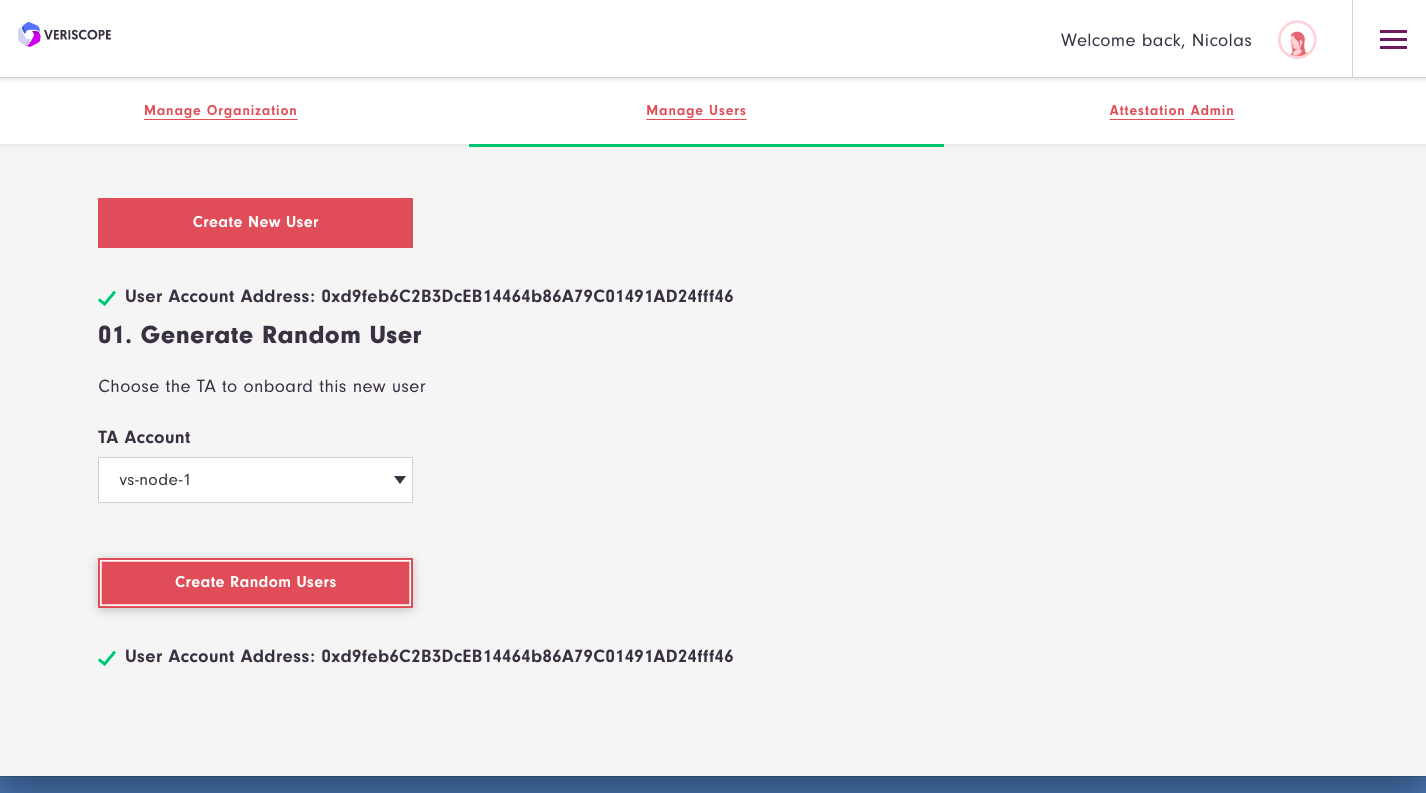 VERISCOPE
Welcome back, Nicolas
Manage Organization
Manage Users
Attestation Admin
Create New User
User Account Address: 0xd9feb6C2B3DcEB14464b86A79C01491AD24fff46
01. Generate Random User
Choose the TA to onboard this new user
TA Account
vs-node-1
Create Random Users
User Account Address: 0xd9feb6C2B3DcEB14464b86A79C01491AD24fff46